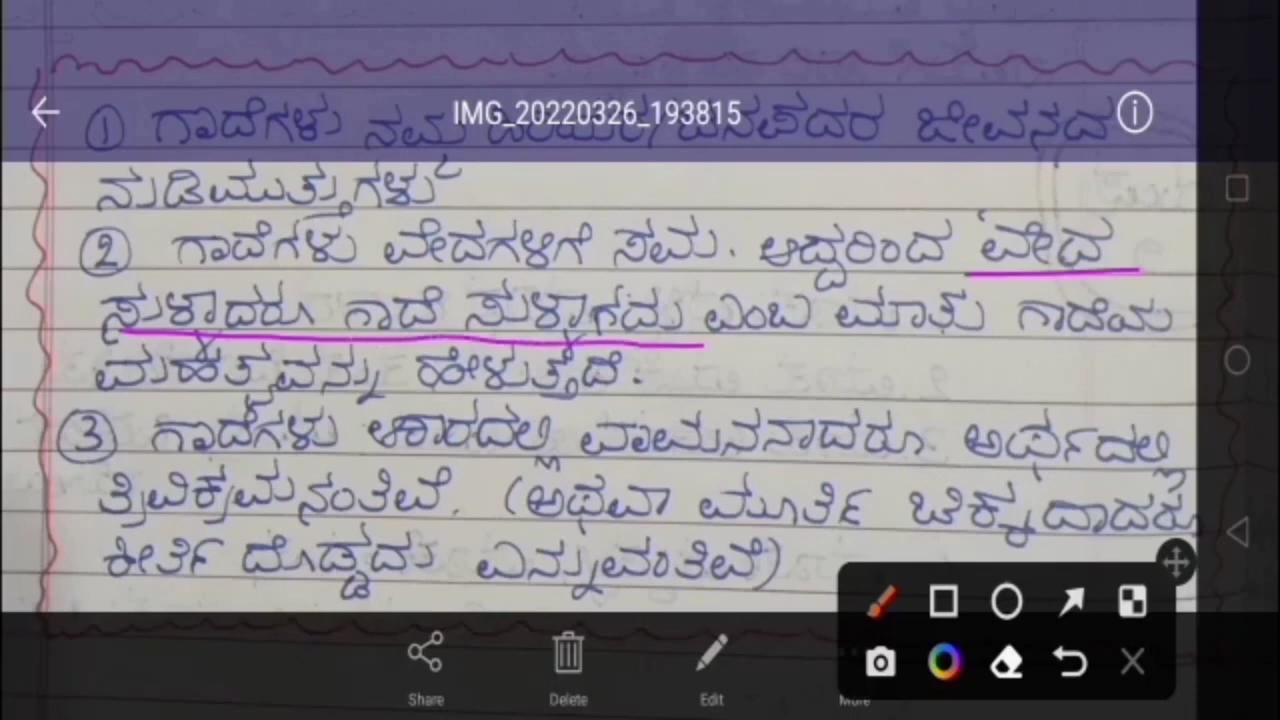 IMG_20220326_193815
① ಗಾದೆಗಳು ನಮ್ಮ ಜನಪದರ ಜೀವನದ
ನುಡಿಮುತ್ತುಗಳು
② ಗಾದೆಗಳು ವೇದಗಳಿಗೆ ಸಮ. ಆದ್ದರಿಂದ 'ವೇದ
ಸುಳ್ಳಾದರು ಗಾದೆ ಸುಳ್ಳಾಗದು ಎಂಬ ಮಾತು ಗಾದೆಯ
ಮಹತ್ವವನ್ನು ಹೇಳುತ್ತದೆ.
③ ಗಾದೆಗಳು ಆಕಾರದಲ್ಲಿ ವಾಮನನಾದರೂ ಅರ್ಥದಲ್ಲಿ
ತ್ರಿವಿಕ್ರಮನಂತಿವೆ. (ಅಥವಾ ಮೂರ್ತಿ ಚಿಕ್ಕದಾದರು
ಕೀರ್ತಿ ದೊಡ್ಡದು ಎನ್ನುವಂತಿವೆ)
Share Delete Edit More